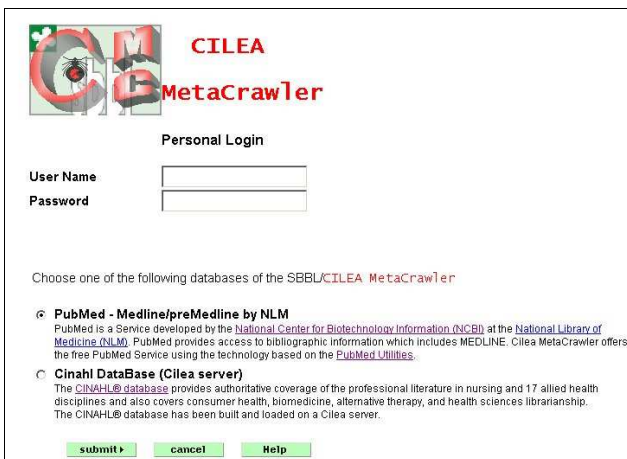 CMC
sbbl
CILEA
MetaCrawler
Personal Login
User Name
Password
Choose one of the following databases of the SBBL/CILEA MetaCrawler
PubMed - Medline/preMedline by NLM
PubMed is a Service developed by the National Center for Biotechnology Information (NCBI) at the National Library of
Medicine (NLM). PubMed provides access to bibliographic information which includes MEDLINE. Cilea MetaCrawler offers
the free PubMed Service using the technology based on the PubMed Utilities.
Cinahl DataBase (Cilea server)
The CINAHL® database provides authoritative coverage of the professional literature in nursing and 17 allied health
disciplines and also covers consumer health, biomedicine, alternative therapy, and health sciences librarianship.
The CINAHL® database has been built and loaded on a Cilea server.
submit
cancel
Help